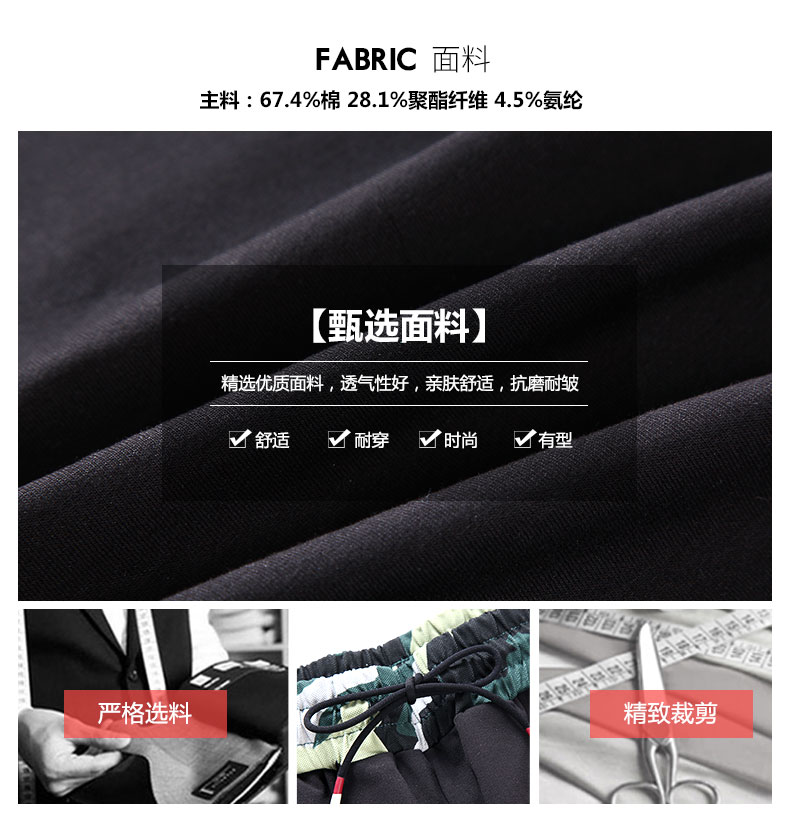 FABRIC 面料
主料：67.4%棉 28.1%聚酯纤维 4.5%氨纶
【甄选面料】
精选优质面料，透气性好，亲肤舒适，抗磨耐皱
舒适 耐穿 时尚 有型
严格选料
精致裁剪